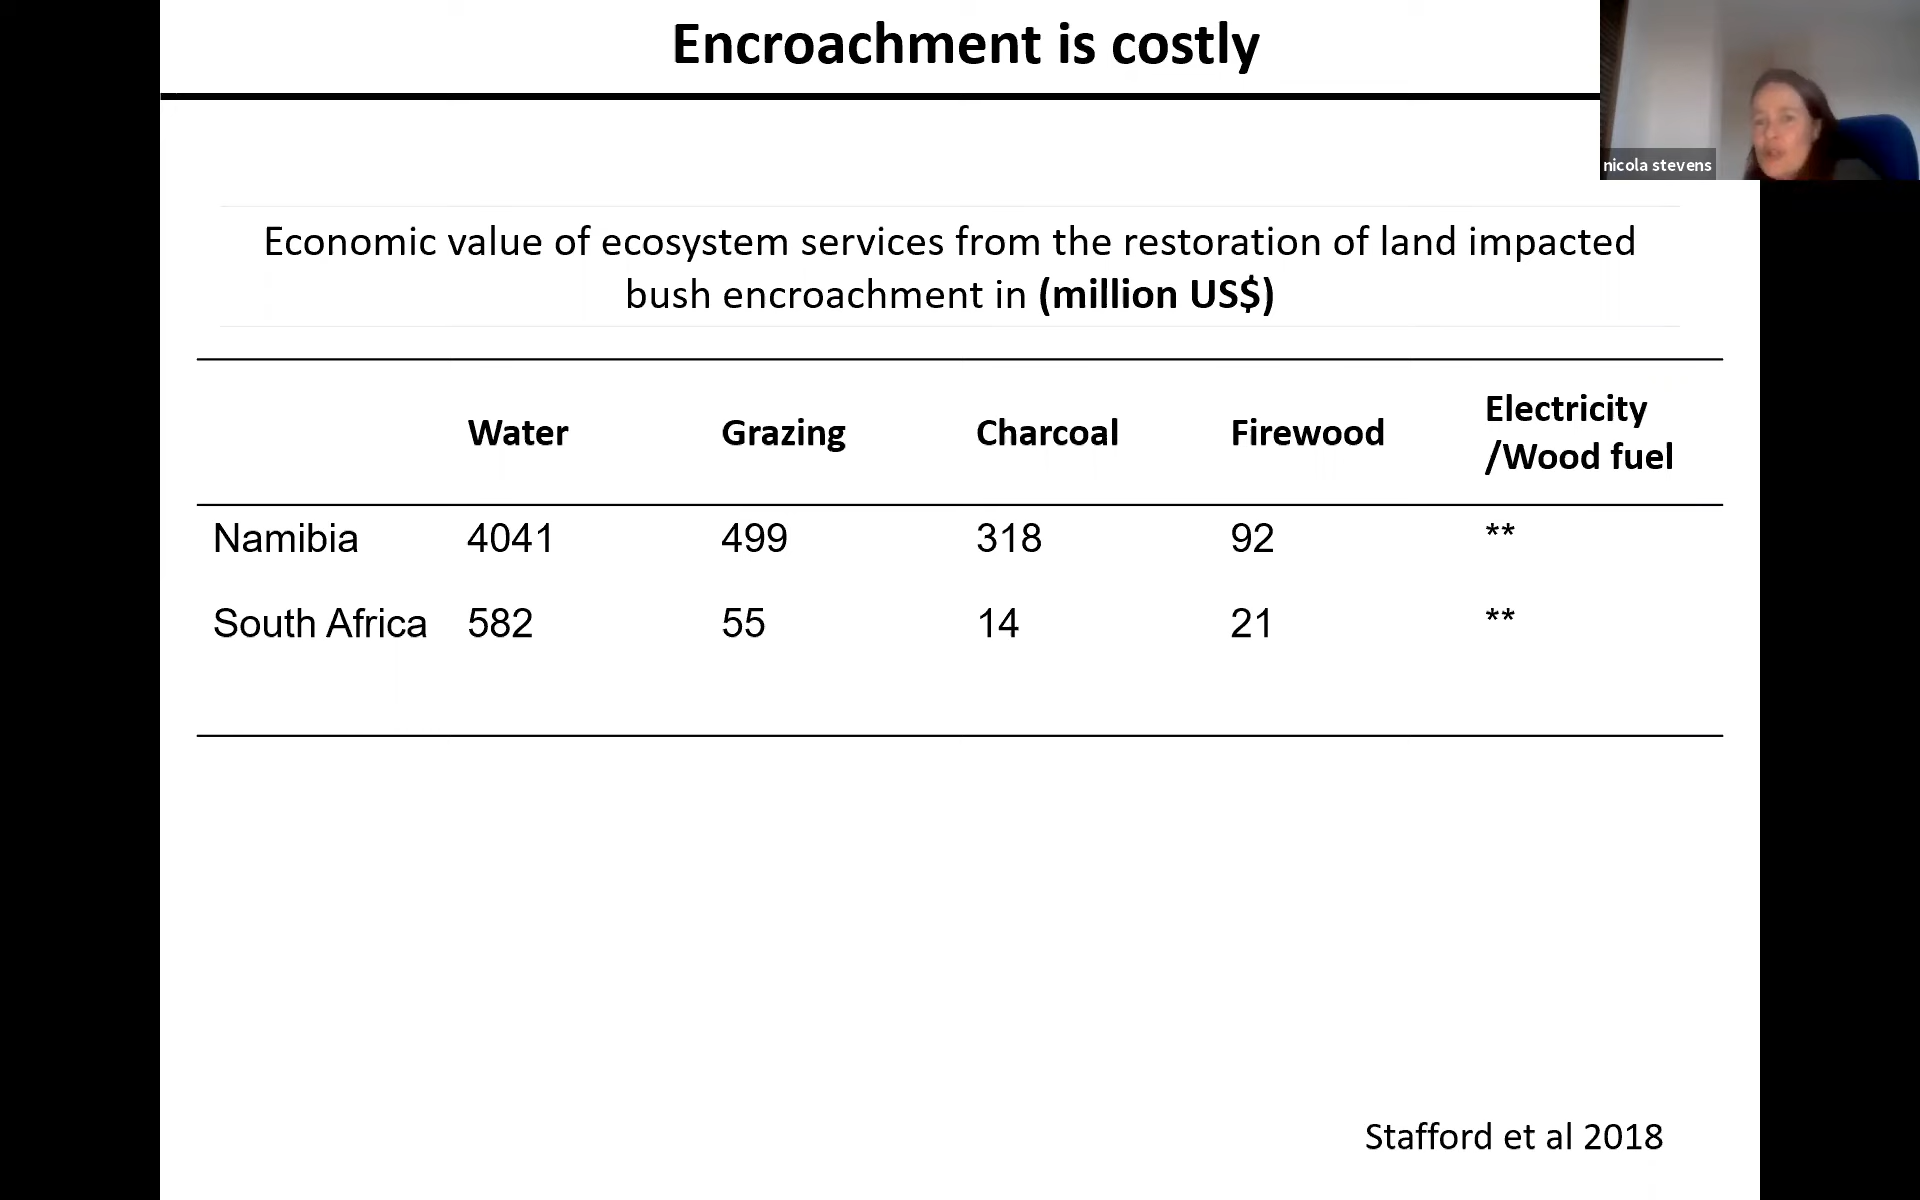 Encroachment is costly
nicola stevens
Economic value of ecosystem services from the restoration of land impacted
bush encroachment in (million US$)
Water Grazing Charcoal Firewood Electricity
/Wood fuel
Namibia 4041 499 318 92 **
South Africa 582 55 14 21 **
Stafford et al 2018